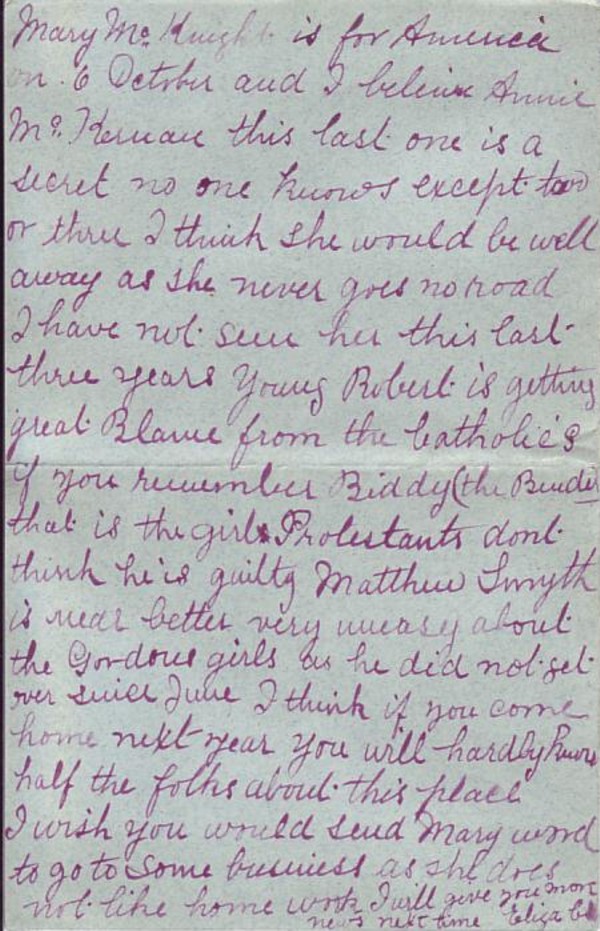 Mary Mc Knight is for America
on 6 October and I beleive Annie
Mc Kernan this last one is a
secret no one knows except two
or three I think she would be well
away as she never goes no road
I have not seen her this last
three years Young Robert is getting
great Blame from the Catholics
if you remember Biddy (the Bender
that is the girl Protestants dont
think he is guilty Matthew Smyth
is near better very uneasy about
the Gordons girls as he did not get
over since June I think if you come
home next year you will hardly know
half the folks about this place
I wish you would send Mary word
to go to some business as she does
not like home work I will give you more
news next time Eliza